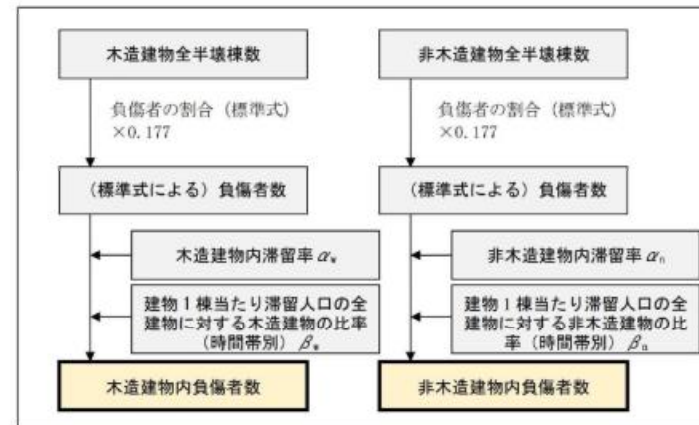 木造建物全半壊棟数
負傷者の割合（標準式）
×0.177
（標準式による）負傷者数
木造建物内滞留率αw
建物１棟当たり滞留人口の全
建物に対する木造建物の比率
（時間帯別）βw
木造建物内負傷者数
非木造建物全半壊棟数
負傷者の割合（標準式）
×0.177
（標準式による）負傷者数
非木造建物内滞留率αn
建物１棟当たり滞留人口の全
建物に対する非木造建物の比
率（時間帯別）βn
非木造建物内負傷者数